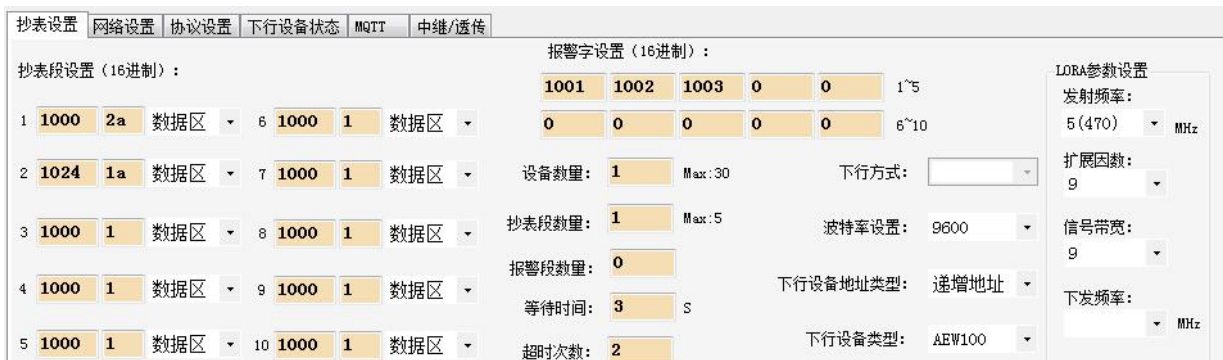 抄表设置 网络设置 协议设置 下行设备状态 MQTT 中继/透传
抄表段设置（16进制）：
1 1000 2a 数据区 6 1000 1 数据区
2 1024 1a 数据区 7 1000 1 数据区
3 1000 1 数据区 8 1000 1 数据区
4 1000 1 数据区 9 1000 1 数据区
5 1000 1 数据区 10 1000 1 数据区
报警字设置（16进制）：
1001 1002 1003 0 0 1~5
0 0 0 0 0 6~10
设备数量： 1 Max:30
抄表段数量： 1 Max:5
报警段数量： 0
等待时间： 3 S
超时次数： 2
下行方式：
波特率设置： 9600
下行设备地址类型： 递增地址
下行设备类型： AEW100
LORA参数设置
发射频率：
5(470) MHz
扩展因数：
9
信号带宽：
9
下发频率：
MHz